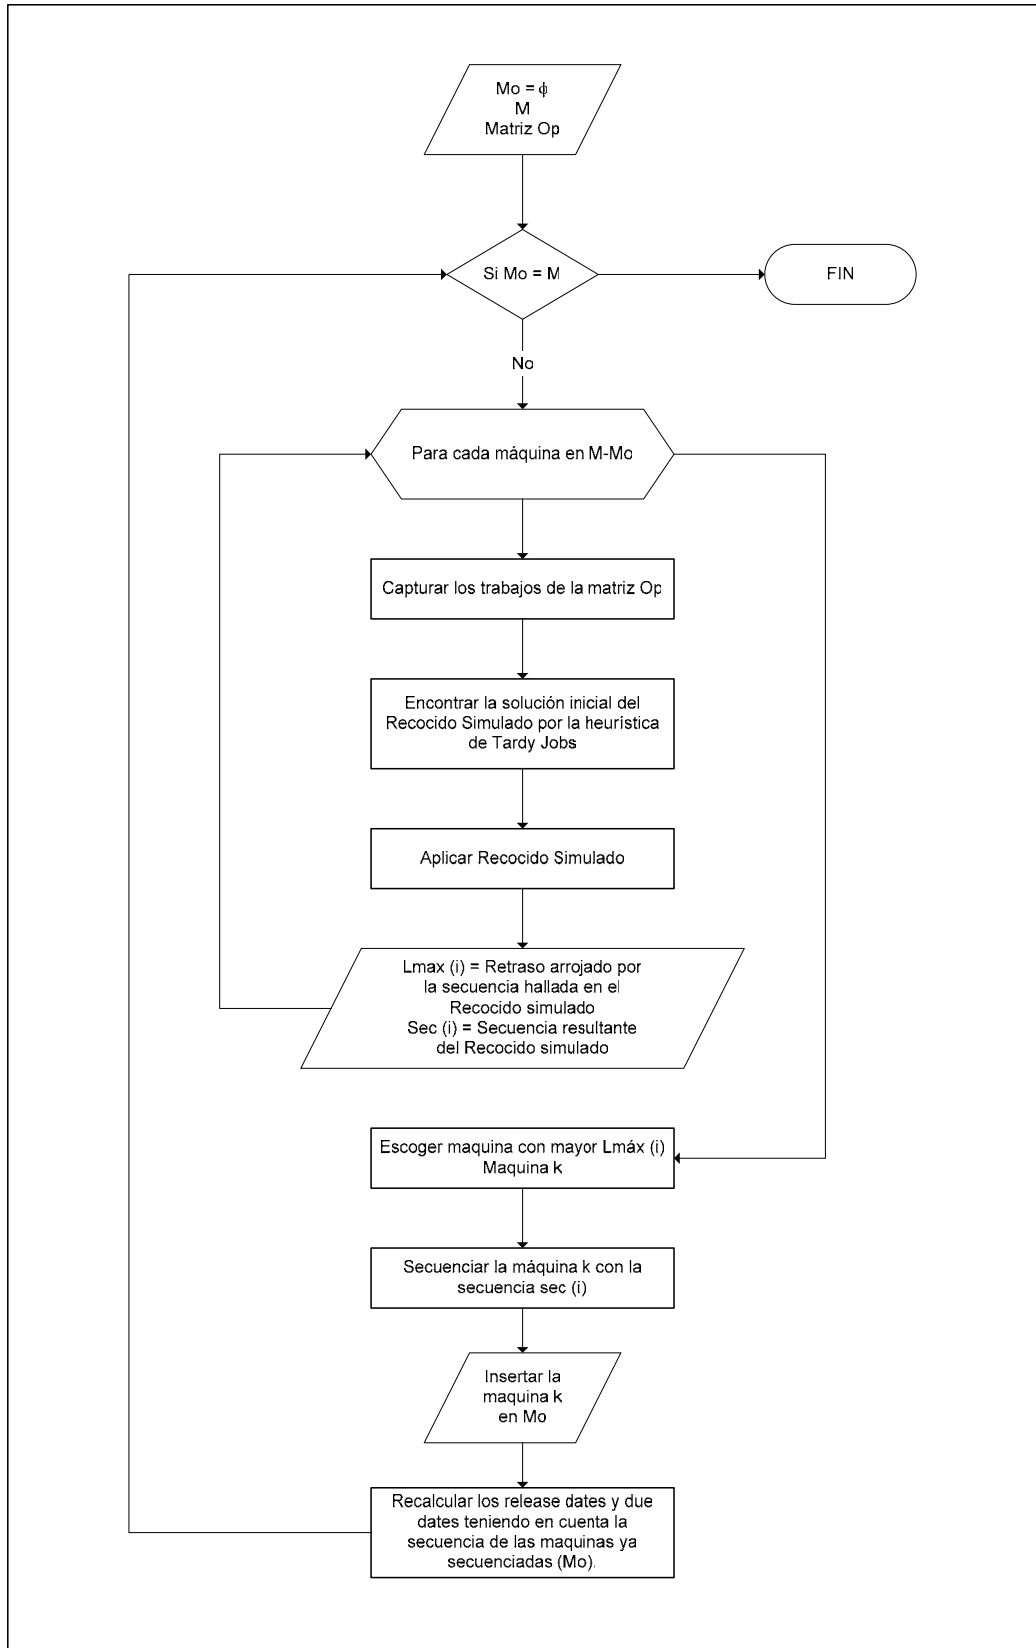 Mo = ϕ
M
Matriz Op
Si Mo = M
FIN
No
Para cada máquina en M-Mo
Capturar los trabajos de la matriz Op
Encontrar la solución inicial del
Recocido Simulado por la heurística
de Tardy Jobs
Aplicar Recocido Simulado
Lmax (i) = Retraso arrojado por
la secuencia hallada en el
Recocido simulado
Sec (i) = Secuencia resultante
del Recocido simulado
Escoger maquina con mayor Lmáx (i)
Maquina k
Secuenciar la máquina k con la
secuencia sec (i)
Insertar la
maquina k
en Mo
Recalcular los release dates y due
dates teniendo en cuenta la
secuencia de las maquinas ya
secuenciadas (Mo).